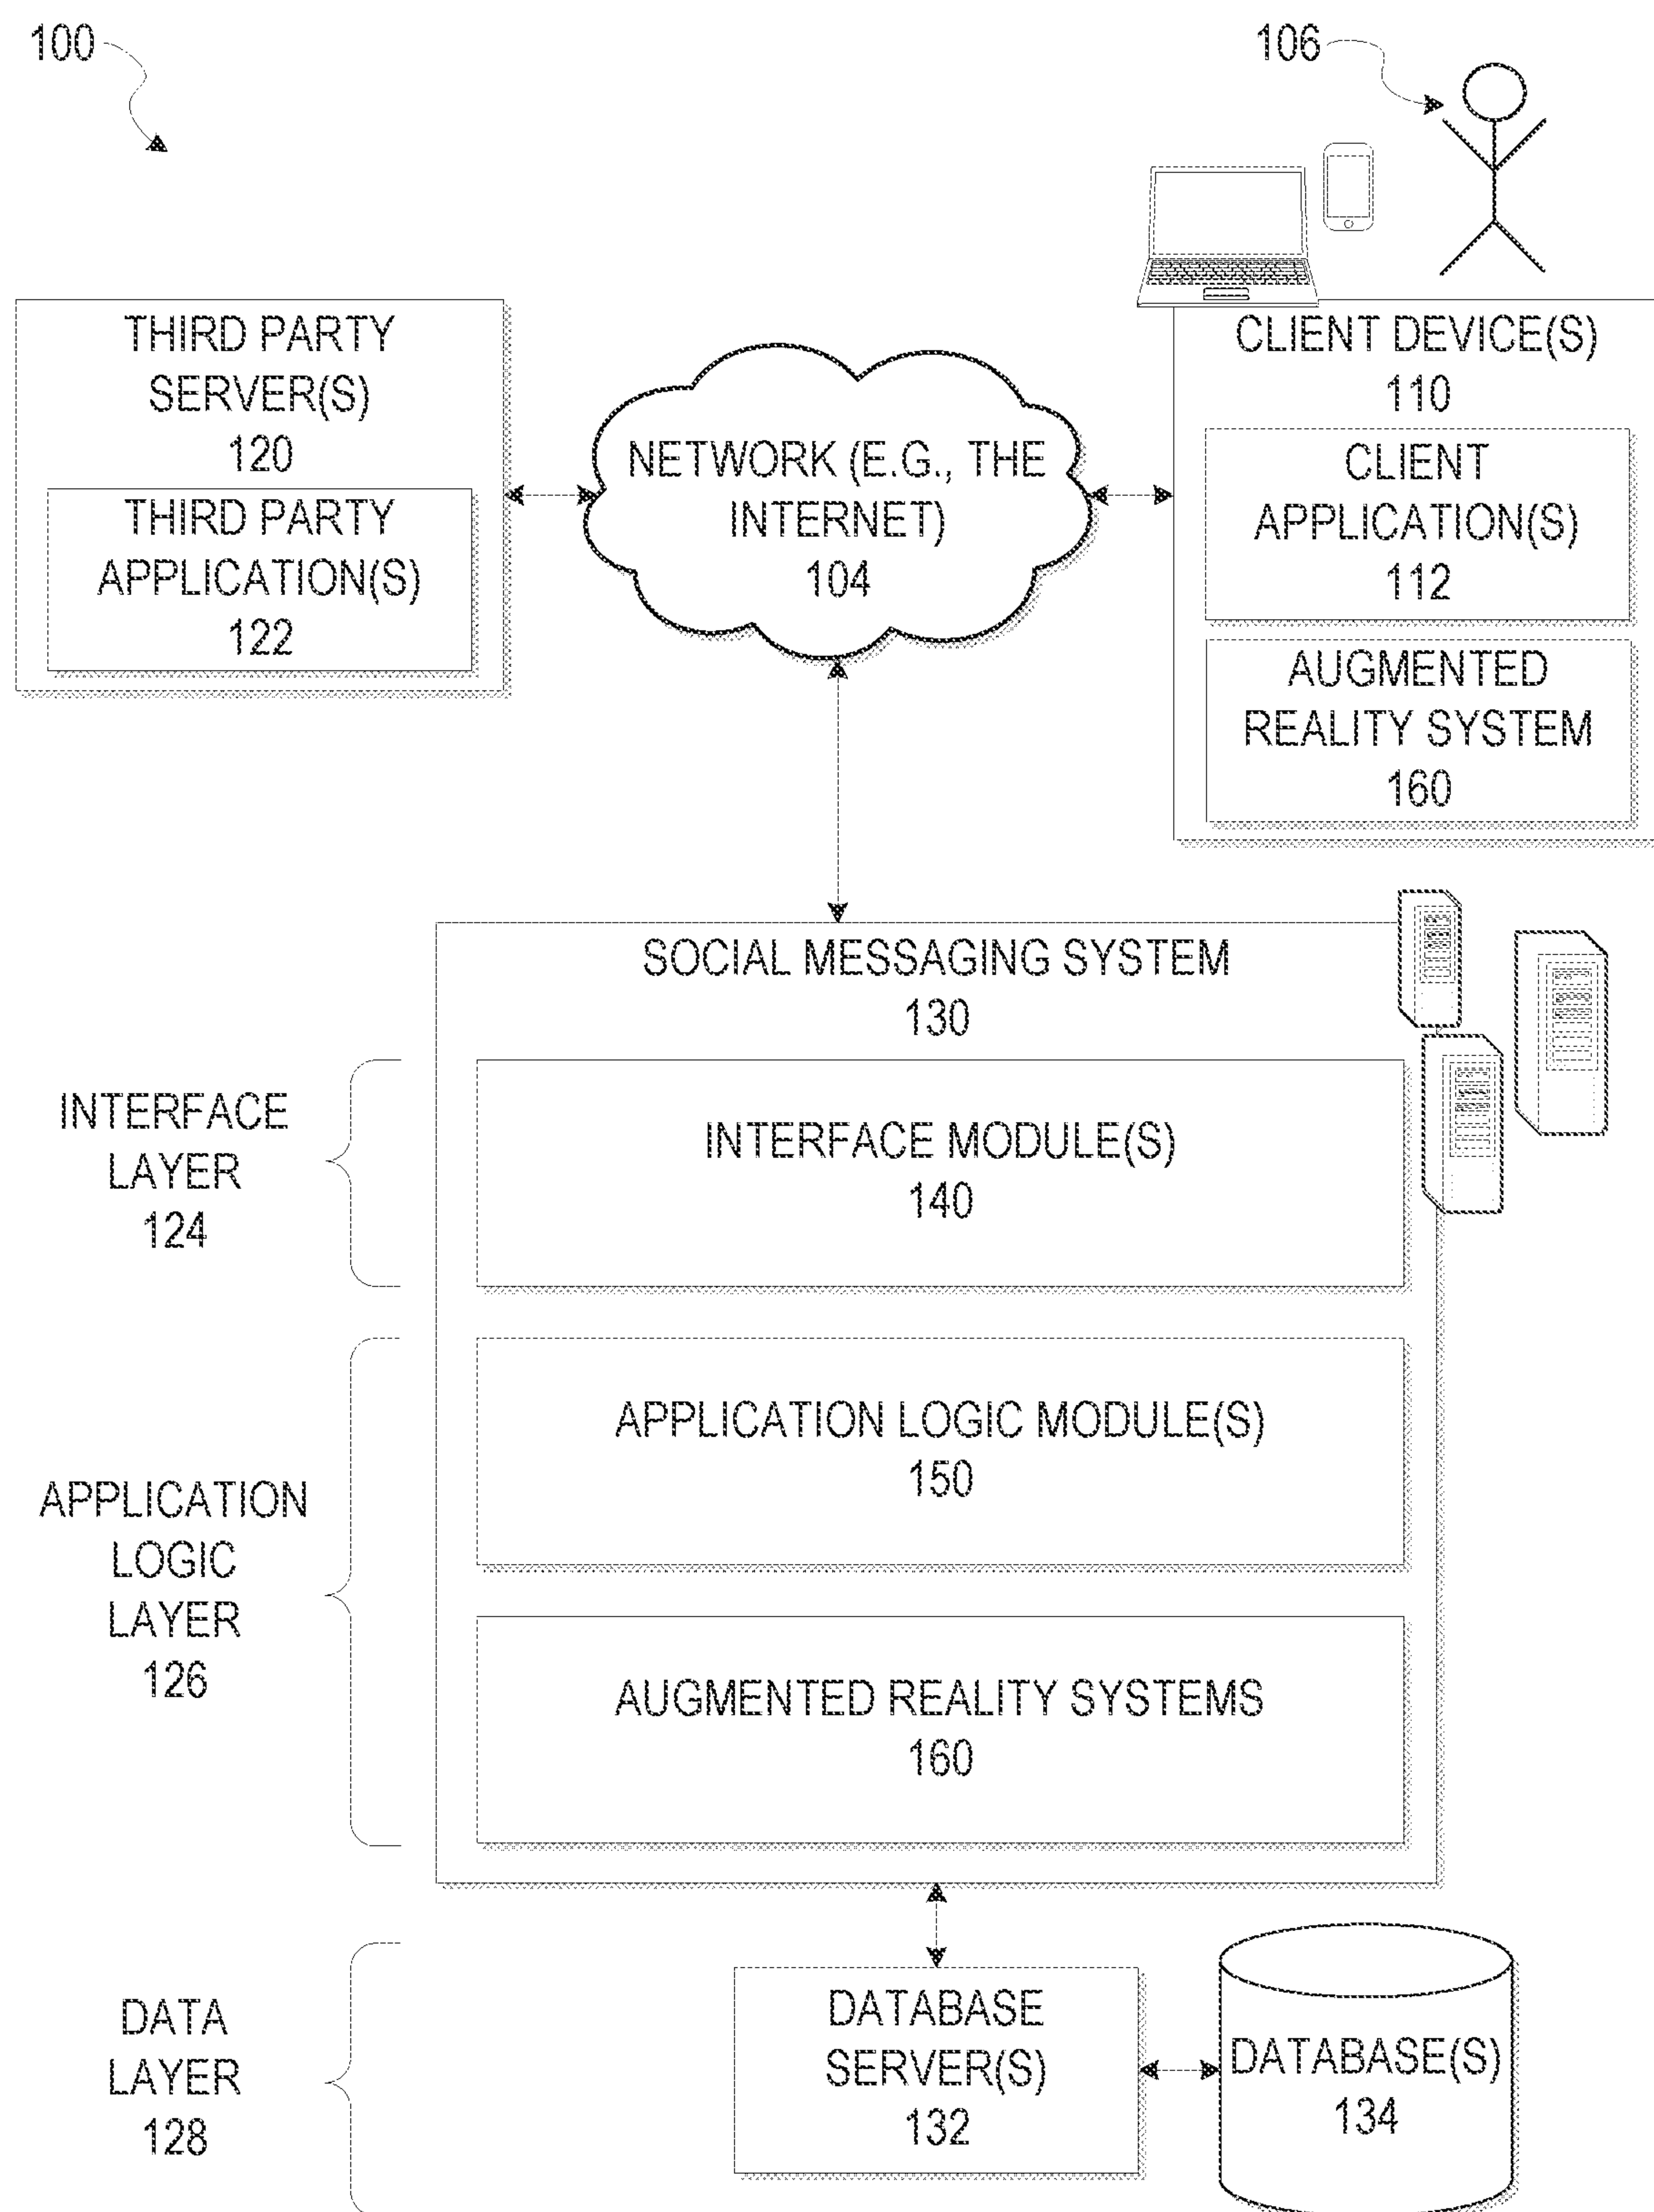 100
106
THIRD PARTY
SERVER(S)
120
THIRD PARTY
APPLICATION(S)
122
NETWORK (E.G., THE
INTERNET)
104
CLIENT DEVICE(S)
110
CLIENT
APPLICATION(S)
112
AUGMENTED
REALITY SYSTEM
160
SOCIAL MESSAGING SYSTEM
130
INTERFACE
LAYER
124
INTERFACE MODULE(S)
140
APPLICATION
LOGIC
LAYER
126
APPLICATION LOGIC MODULE(S)
150
AUGMENTED REALITY SYSTEMS
160
DATA
LAYER
128
DATABASE
SERVER(S)
132
DATABASE(S)
134